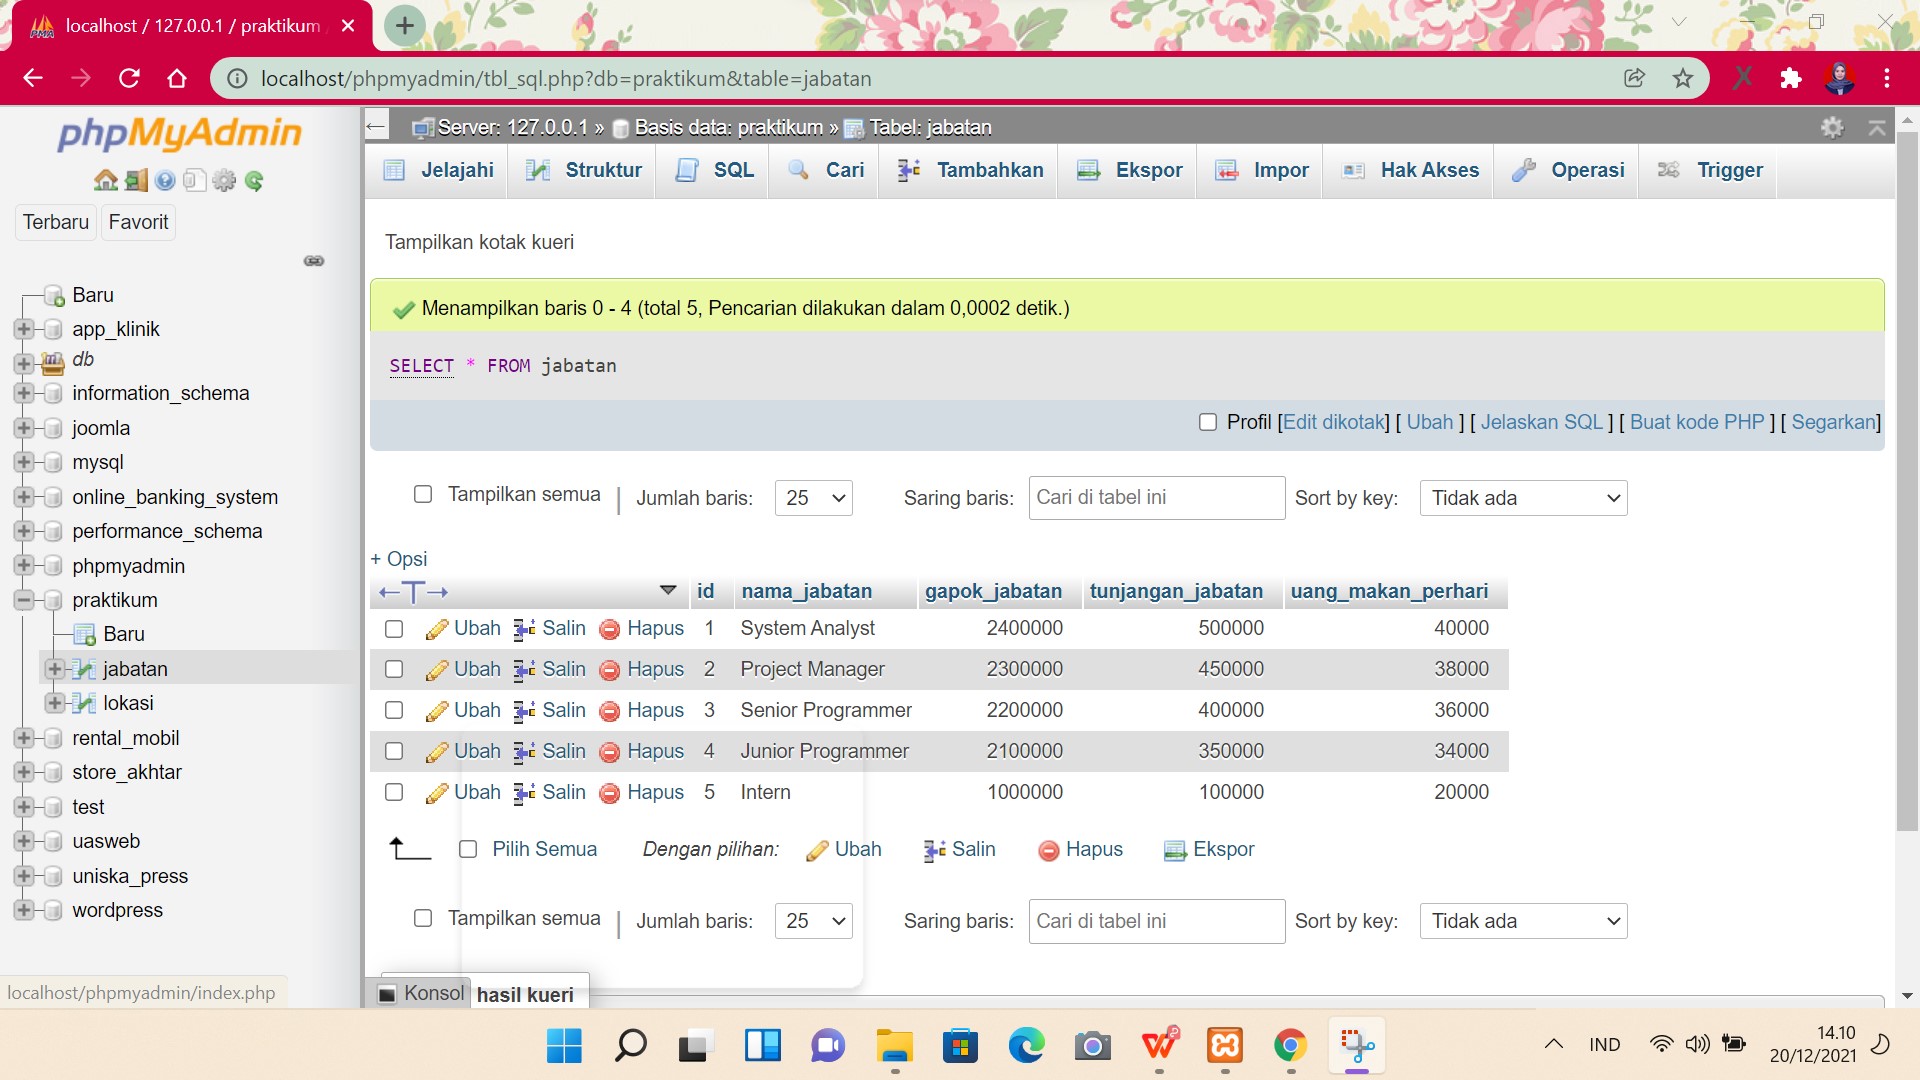 localhost / 127.0.0.1 / praktikum
localhost/phpmyadmin/tbl_sql.php?db=praktikum&table=jabatan
phpMyAdmin
Terbaru Favorit
Baru
app_klinik
db
information_schema
joomla
mysql
online_banking_system
performance_schema
phpmyadmin
praktikum
Baru
jabatan
lokasi
rental_mobil
store_akhtar
test
uasweb
uniska_press
wordpress
localhost/phpmyadmin/index.php
Server: 127.0.0.1 » Basis data: praktikum » Tabel: jabatan
Jelajahi Struktur SQL Cari Tambahkan Ekspor Impor Hak Akses Operasi Trigger
Tampilkan kotak kueri
Menampilkan baris 0 - 4 (total 5, Pencarian dilakukan dalam 0,0002 detik.)
SELECT * FROM jabatan
Profil [Edit dikotak] [ Ubah ] [ Jelaskan SQL ] [ Buat kode PHP ] [ Segarkan]
Tampilkan semua | Jumlah baris: 25 Saring baris: Cari di tabel ini Sort by key: Tidak ada
+ Opsi
←T→ id nama_jabatan gapok_jabatan tunjangan_jabatan uang_makan_perhari
Ubah Salin Hapus 1 System Analyst 2400000 500000 40000
Ubah Salin Hapus 2 Project Manager 2300000 450000 38000
Ubah Salin Hapus 3 Senior Programmer 2200000 400000 36000
Ubah Salin Hapus 4 Junior Programmer 2100000 350000 34000
Ubah Salin Hapus 5 Intern 1000000 100000 20000
Pilih Semua Dengan pilihan: Ubah Salin Hapus Ekspor
Tampilkan semua | Jumlah baris: 25 Saring baris: Cari di tabel ini Sort by key: Tidak ada
Konsol hasil kueri
IND
14.10
20/12/2021